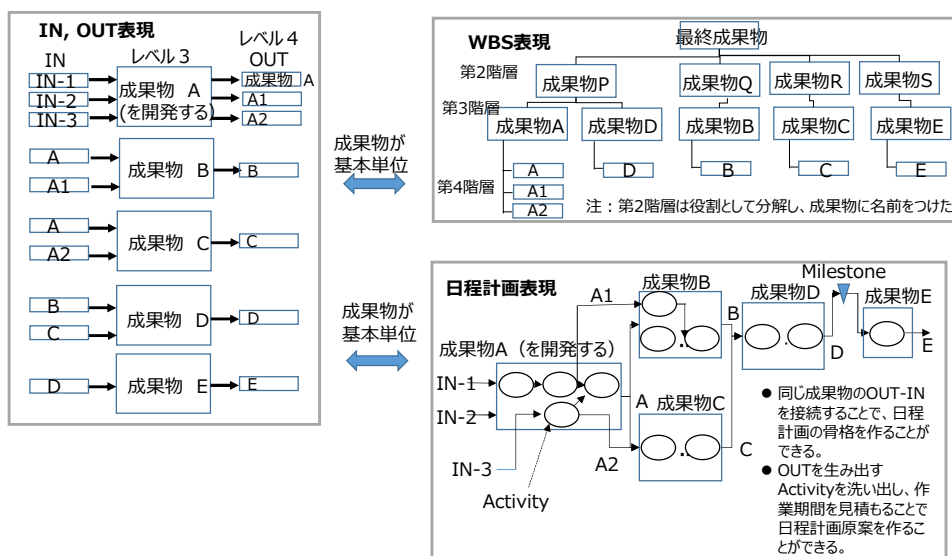 IN, OUT表現
IN
レベル３
レベル４
OUT
IN-1
IN-2
IN-3
成果物 A
(を開発する)
成果物 A
A1
A2
A
A1
成果物 B
B
A
A2
成果物 C
C
B
C
成果物 D
D
D
成果物 E
E
成果物が
基本単位
成果物が
基本単位
WBS表現
最終成果物
第2階層
成果物P
成果物Q
成果物R
成果物S
第3階層
成果物A
成果物D
成果物B
成果物C
成果物E
第4階層
A
A1
A2
D
B
C
E
注：第2階層は役割として分解し、成果物に名前をつけた
日程計画表現
Milestone
成果物B
成果物D
成果物E
A1
B
D
E
成果物A（を開発する）
IN-1
IN-2
IN-3
A
成果物C
A2
C
Activity
● 同じ成果物のOUT-IN
を接続することで、日程
計画の骨格を作ることが
できる。
● OUTを生み出す
Activityを洗い出し、作
業期間を見積もることで
日程計画原案を作るこ
とができる。